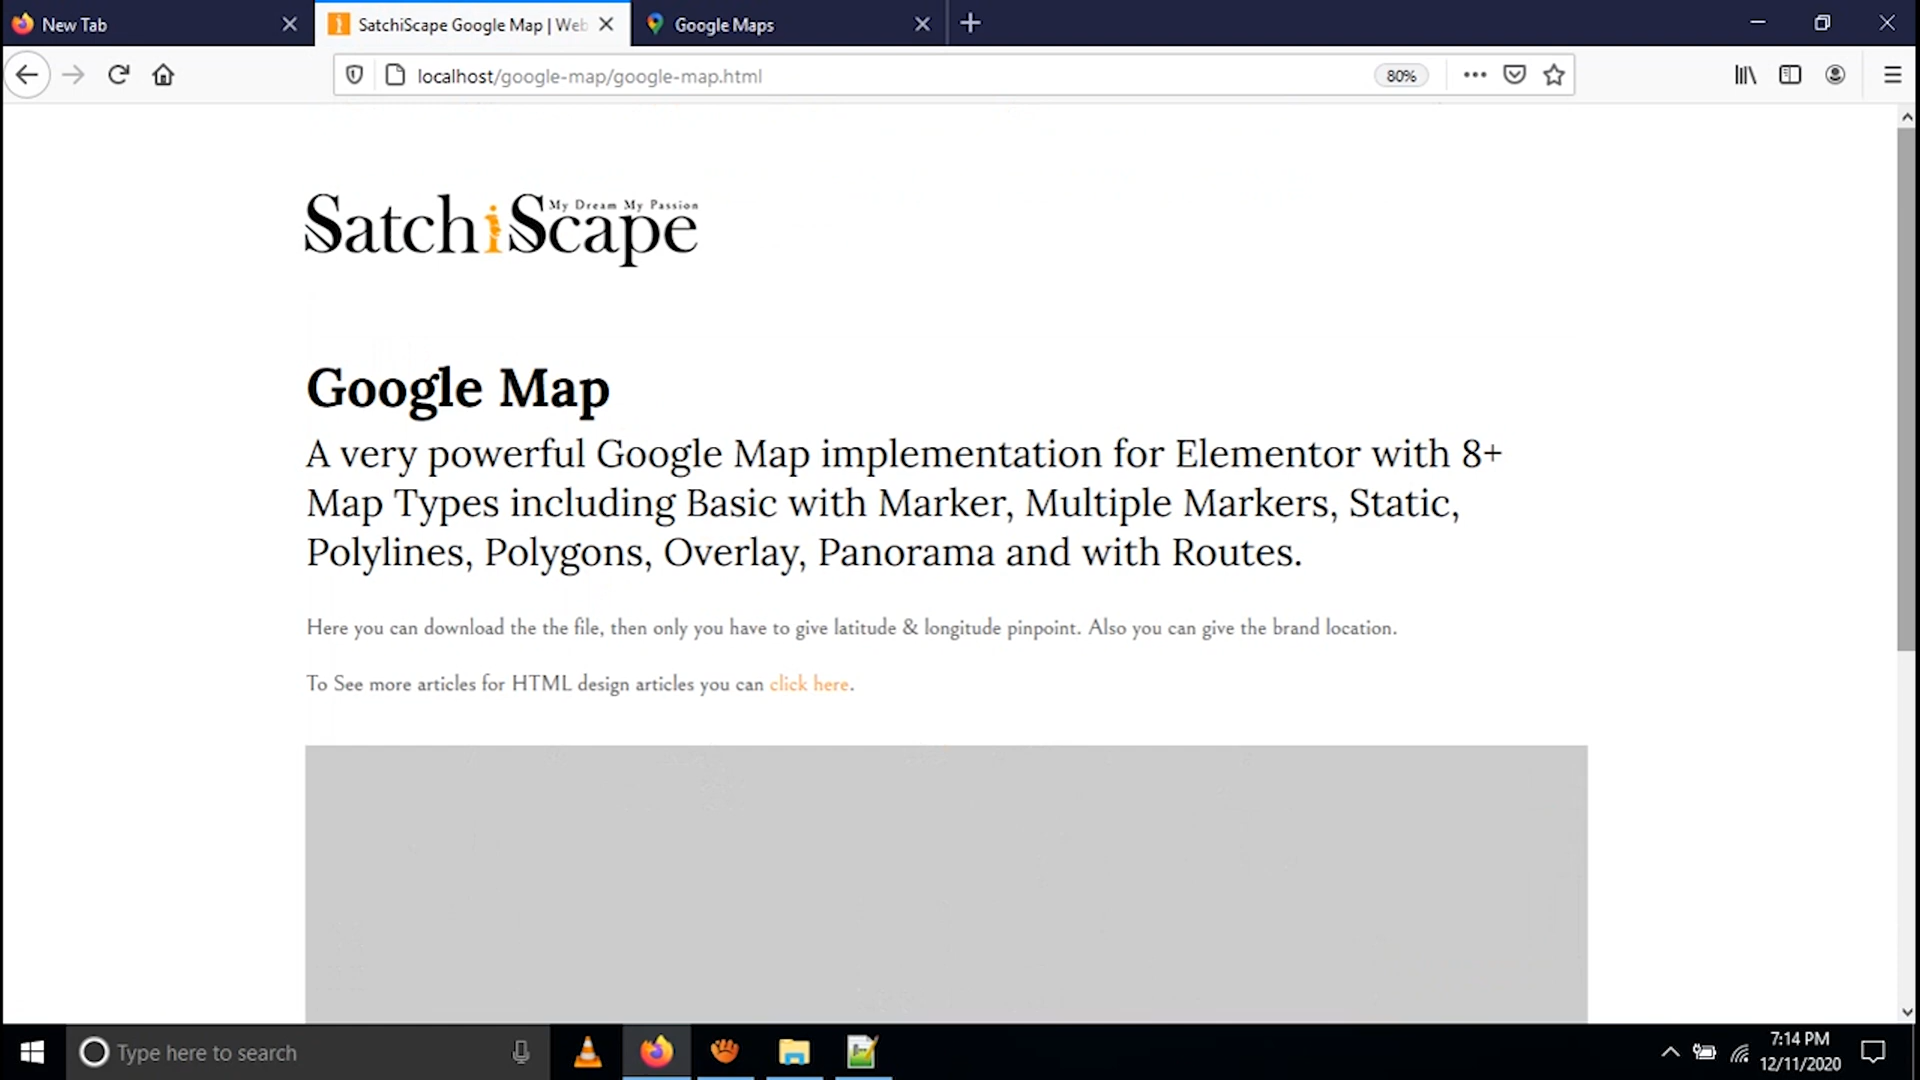 New Tab
SatchiScape Google Map | Web
Google Maps
localhost/google-map/google-map.html
80%
SatchiScape
My Dream My Passion
Google Map
A very powerful Google Map implementation for Elementor with 8+
Map Types including Basic with Marker, Multiple Markers, Static,
Polylines, Polygons, Overlay, Panorama and with Routes.
Here you can download the the file, then only you have to give latitude & longitude pinpoint. Also you can give the brand location.
To See more articles for HTML design articles you can click here.
Type here to search
7:14 PM
12/11/2020